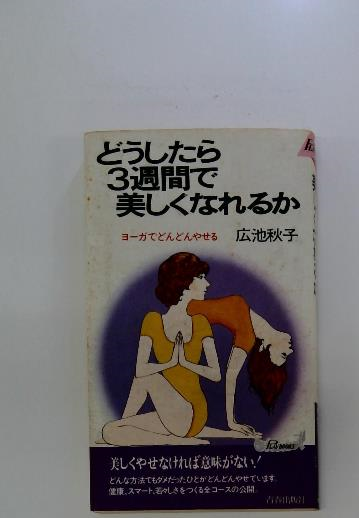 どうしたら
3週間で
美しくなれるか
ヨーガでどんどんやせる 広池秋子
PLAY BOOKS
美しくやせなければ意味がない!
どんな方法でもダメだったひとがどんどんやせています。
健康、スマート、若々しさをつくる全コースの公開。
青春出版社